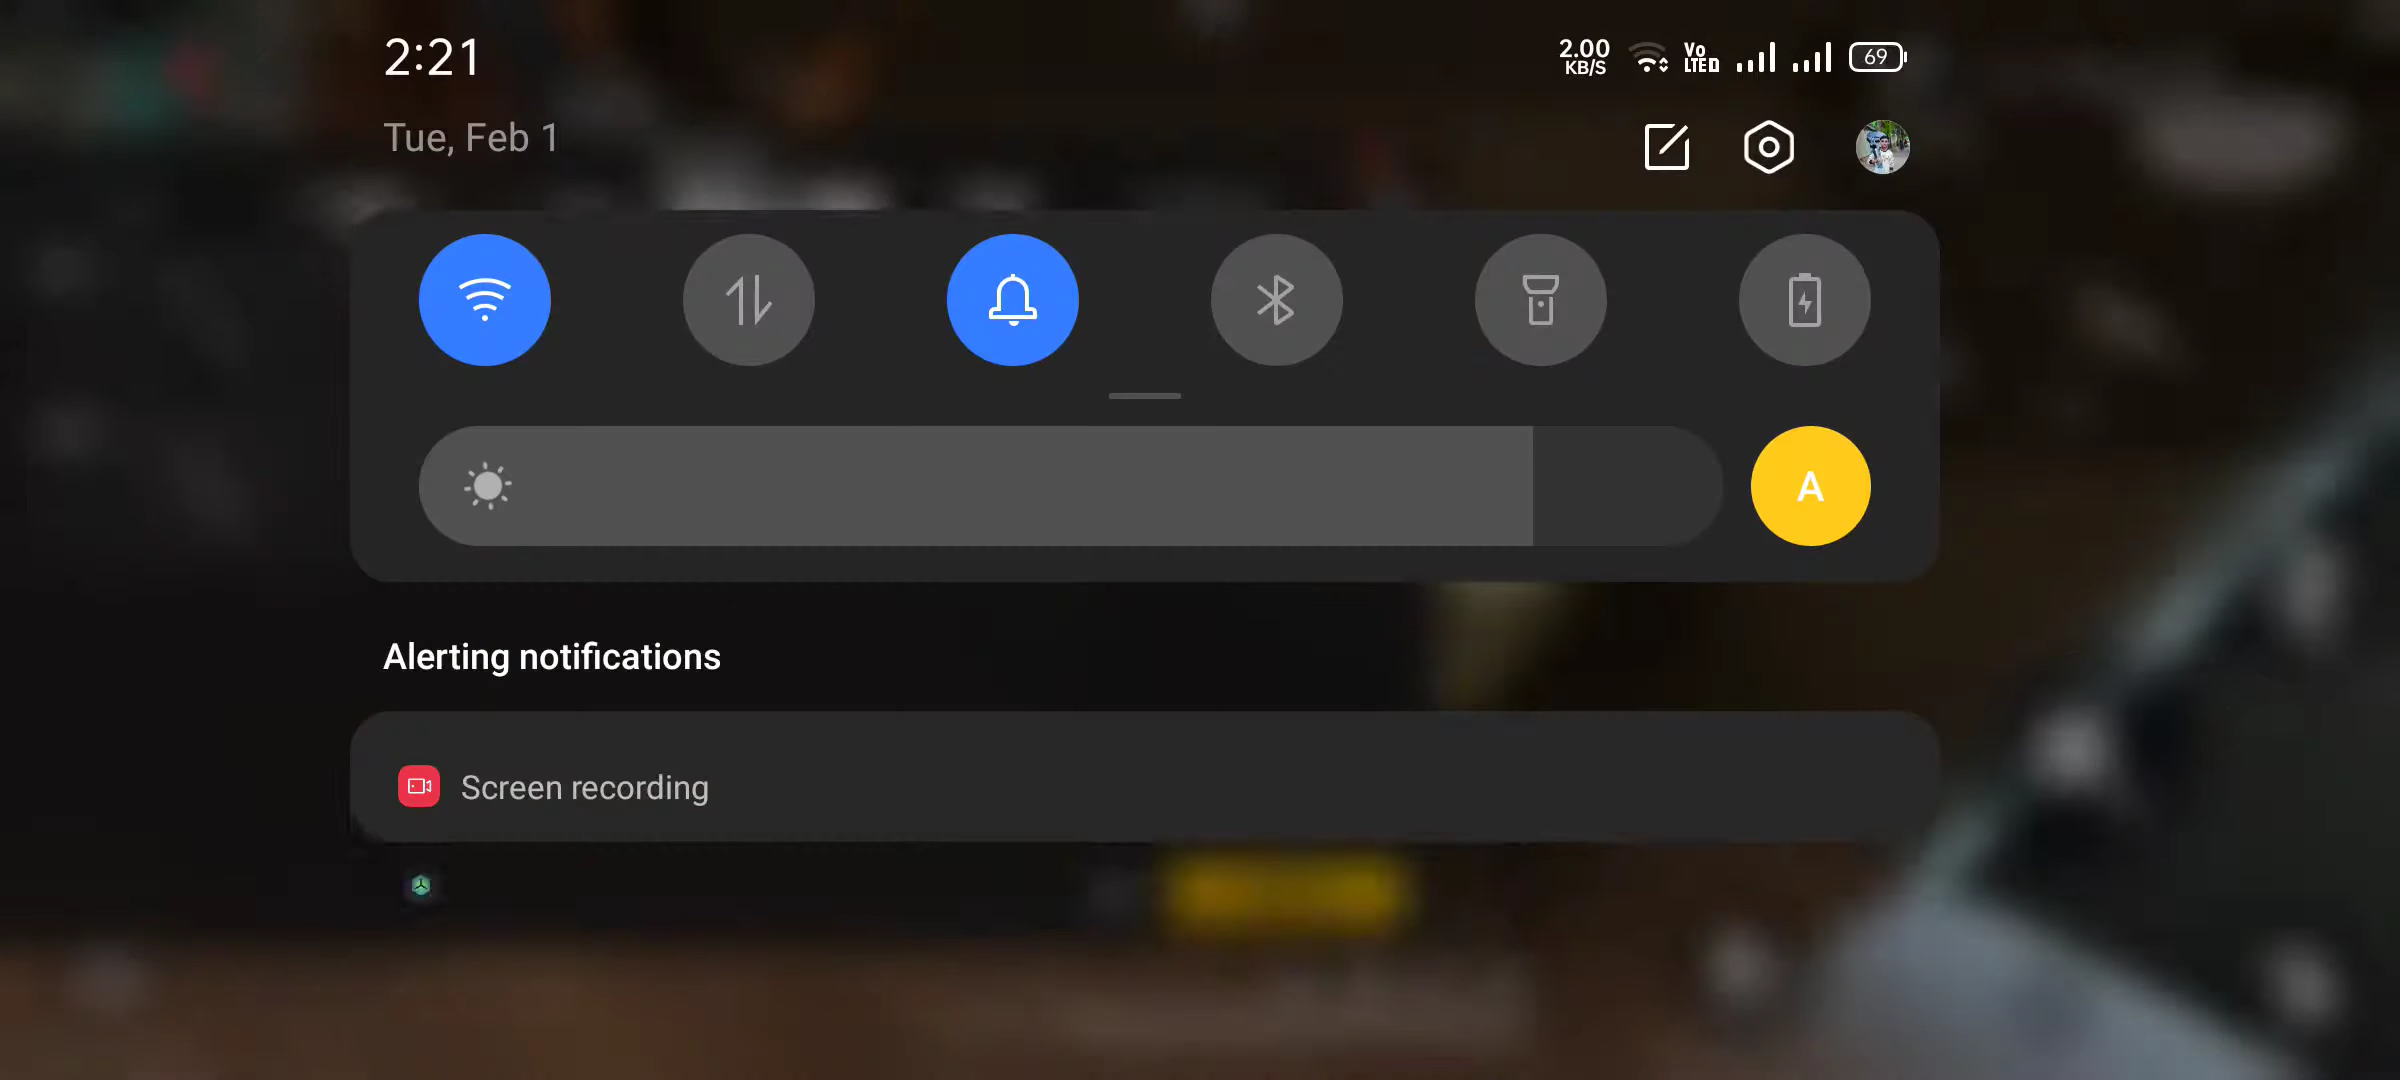 2:21
2.00
KB/S
Vo
LTE
69
Tue, Feb 1
A
Alerting notifications
Screen recording